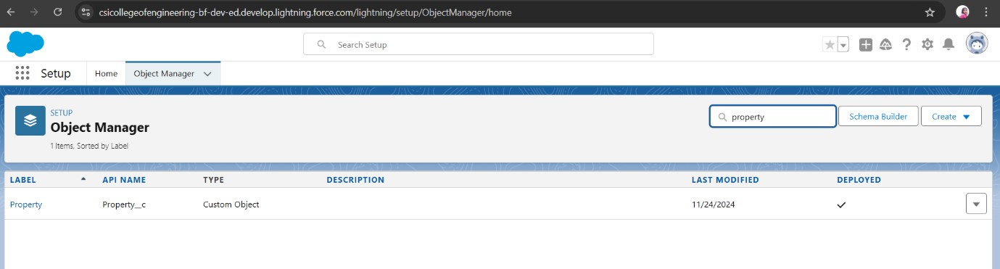 csicollegeofengineering-bf-dev-ed.develop.lightning.force.com/lightning/setup/ObjectManager/home
Search Setup
Setup Home Object Manager
SETUP
Object Manager
1 Items, Sorted by Label
property Schema Builder Create
LABEL API NAME TYPE DESCRIPTION LAST MODIFIED DEPLOYED
Property Property__c Custom Object 11/24/2024